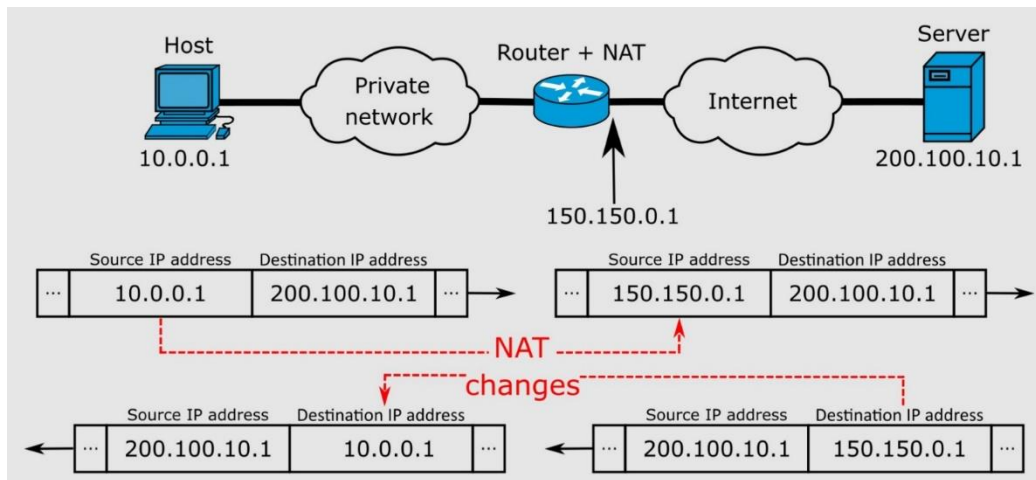 Host
Private
network
10.0.0.1
Router + NAT
150.150.0.1
Internet
Server
200.100.10.1
Source IP address Destination IP address
... 10.0.0.1 200.100.10.1 ...
Source IP address Destination IP address
... 150.150.0.1 200.100.10.1 ...
NAT
changes
Source IP address Destination IP address
... 200.100.10.1 10.0.0.1 ...
Source IP address Destination IP address
... 200.100.10.1 150.150.0.1 ...